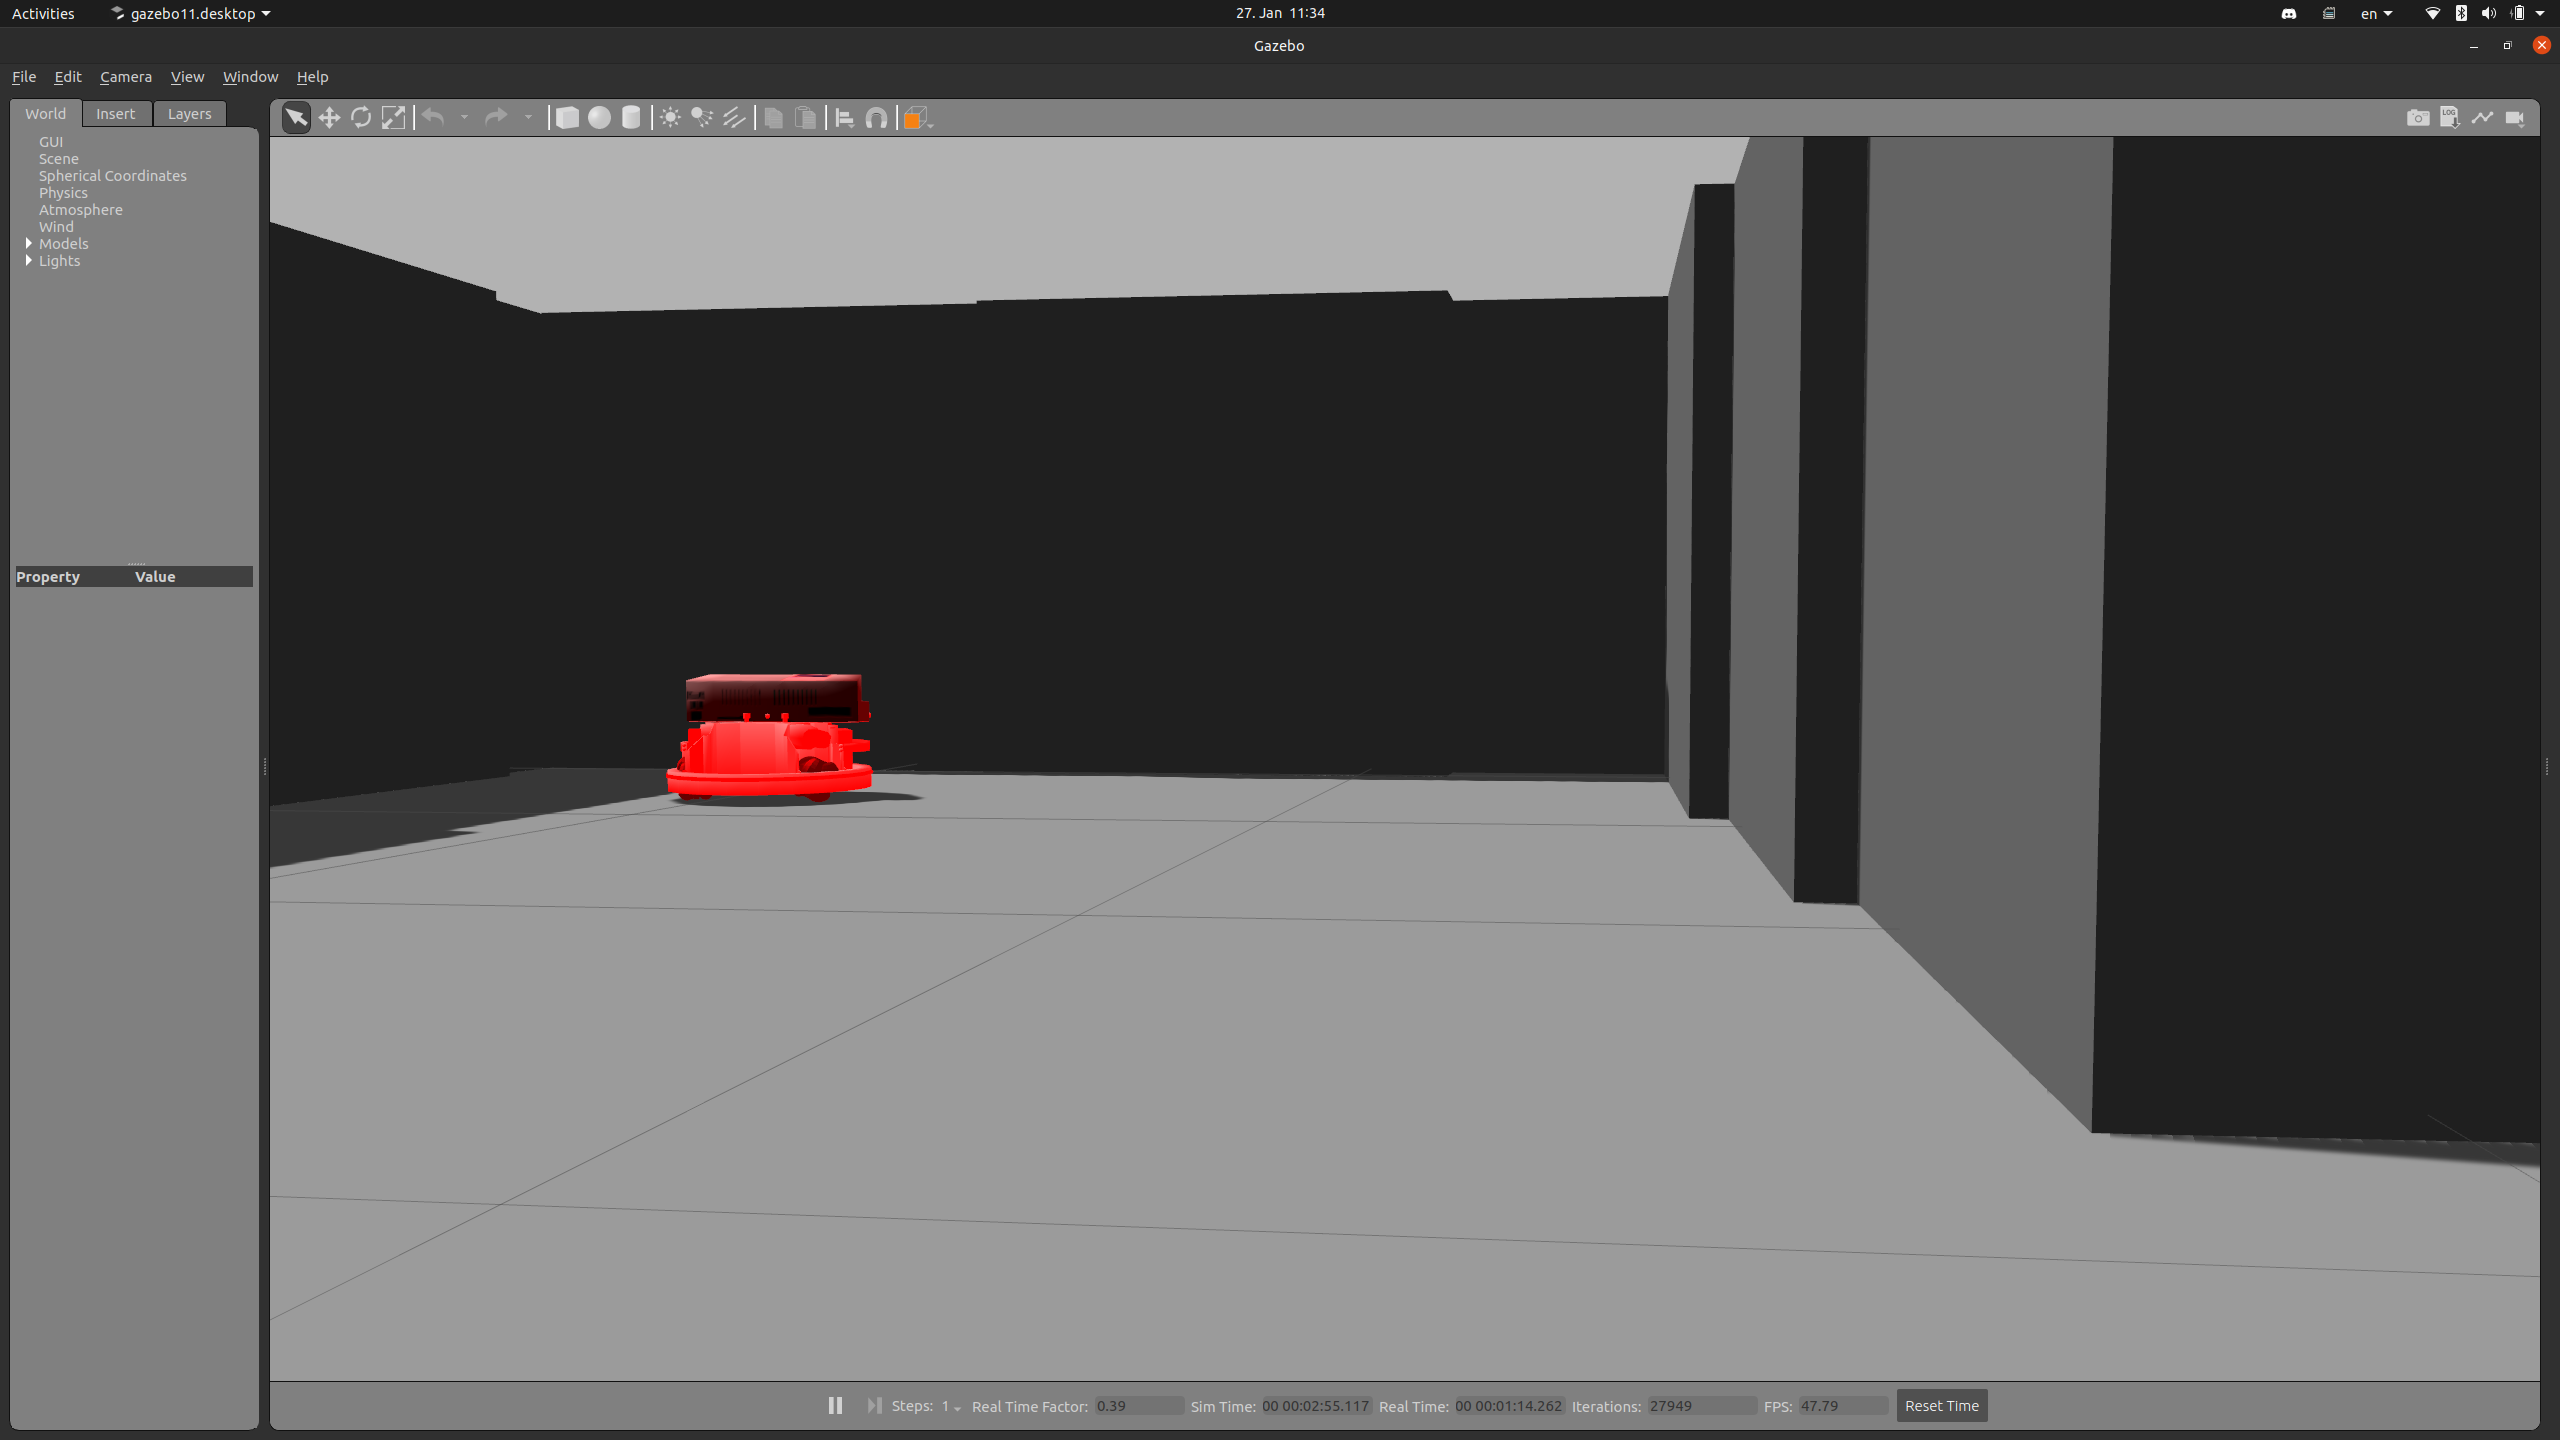 Activities gazebo11.desktop 27. Jan 11:34 en
Gazebo
File Edit Camera View Window Help
World Insert Layers
GUI
Scene
Spherical Coordinates
Physics
Atmosphere
Wind
Models
Lights
Property Value
LOG
Steps: 1 Real Time Factor: 0.39 Sim Time: 00 00:02:55.117 Real Time: 00 00:01:14.262 Iterations: 27949 FPS: 47.79 Reset Time